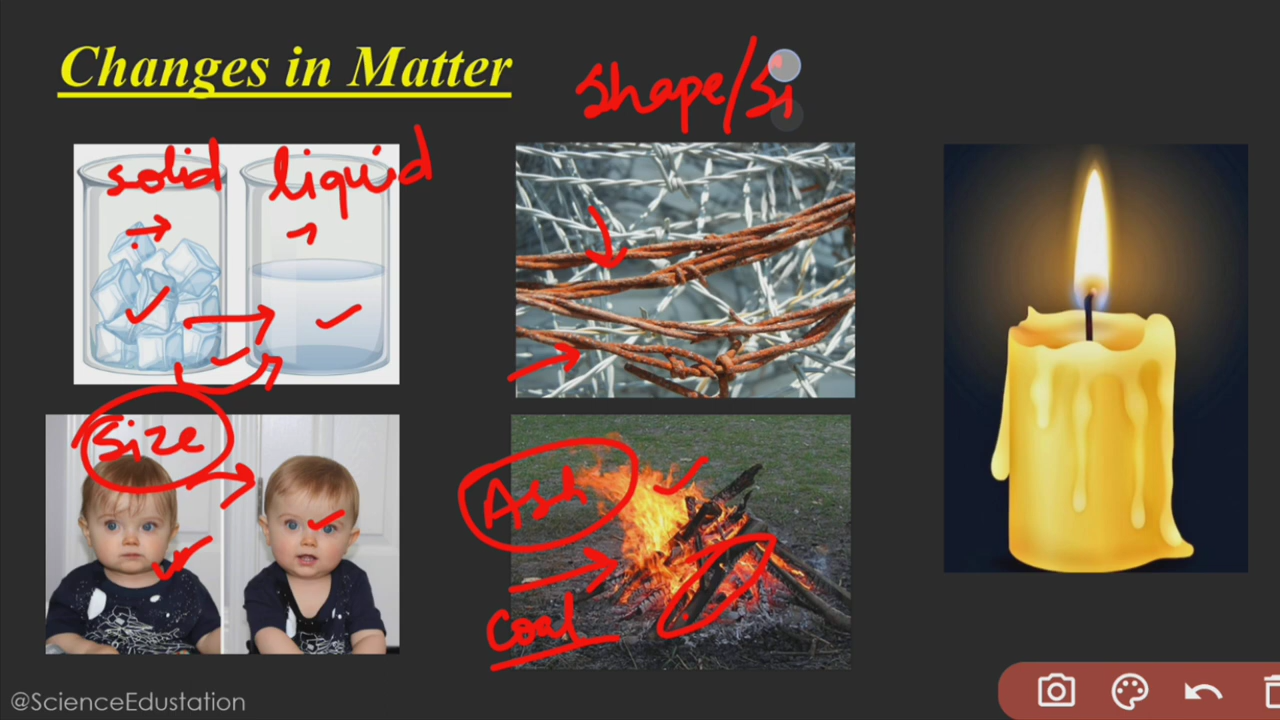 Changes in Matter
shape/Si
solid liquid
Size
Ash
Coal
@ScienceEdustation